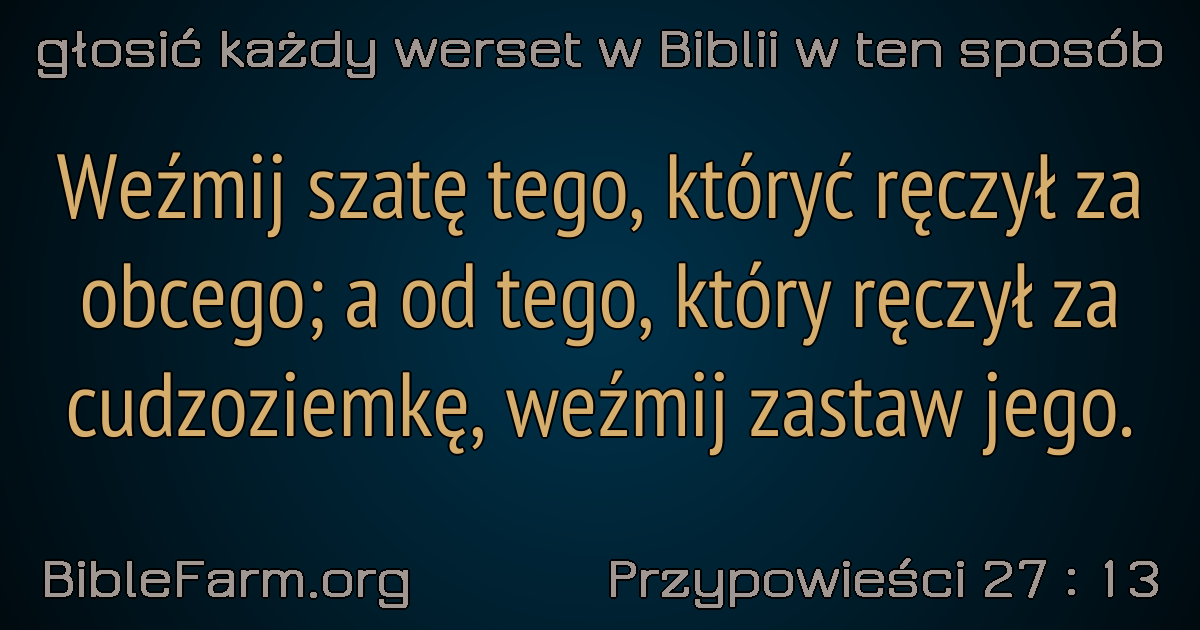 głosić każdy werset w Biblii w ten sposób
Weźmij szatę tego, któryć ręczył za
obcego; a od tego, który ręczył za
cudzoziemkę, weźmij zastaw jego.
BibleFarm.org
Przypowieści 27 : 13